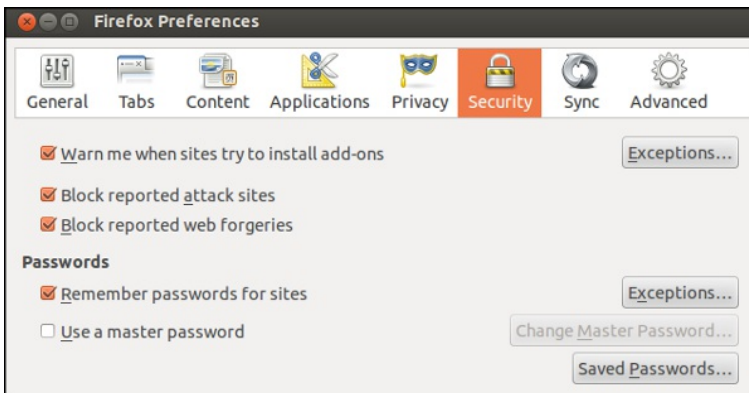 Firefox Preferences
General Tabs Content Applications Privacy Security Sync Advanced
Warn me when sites try to install add-ons Exceptions...
Block reported attack sites
Block reported web forgeries
Passwords
Remember passwords for sites Exceptions...
Use a master password Change Master Password...
Saved Passwords...